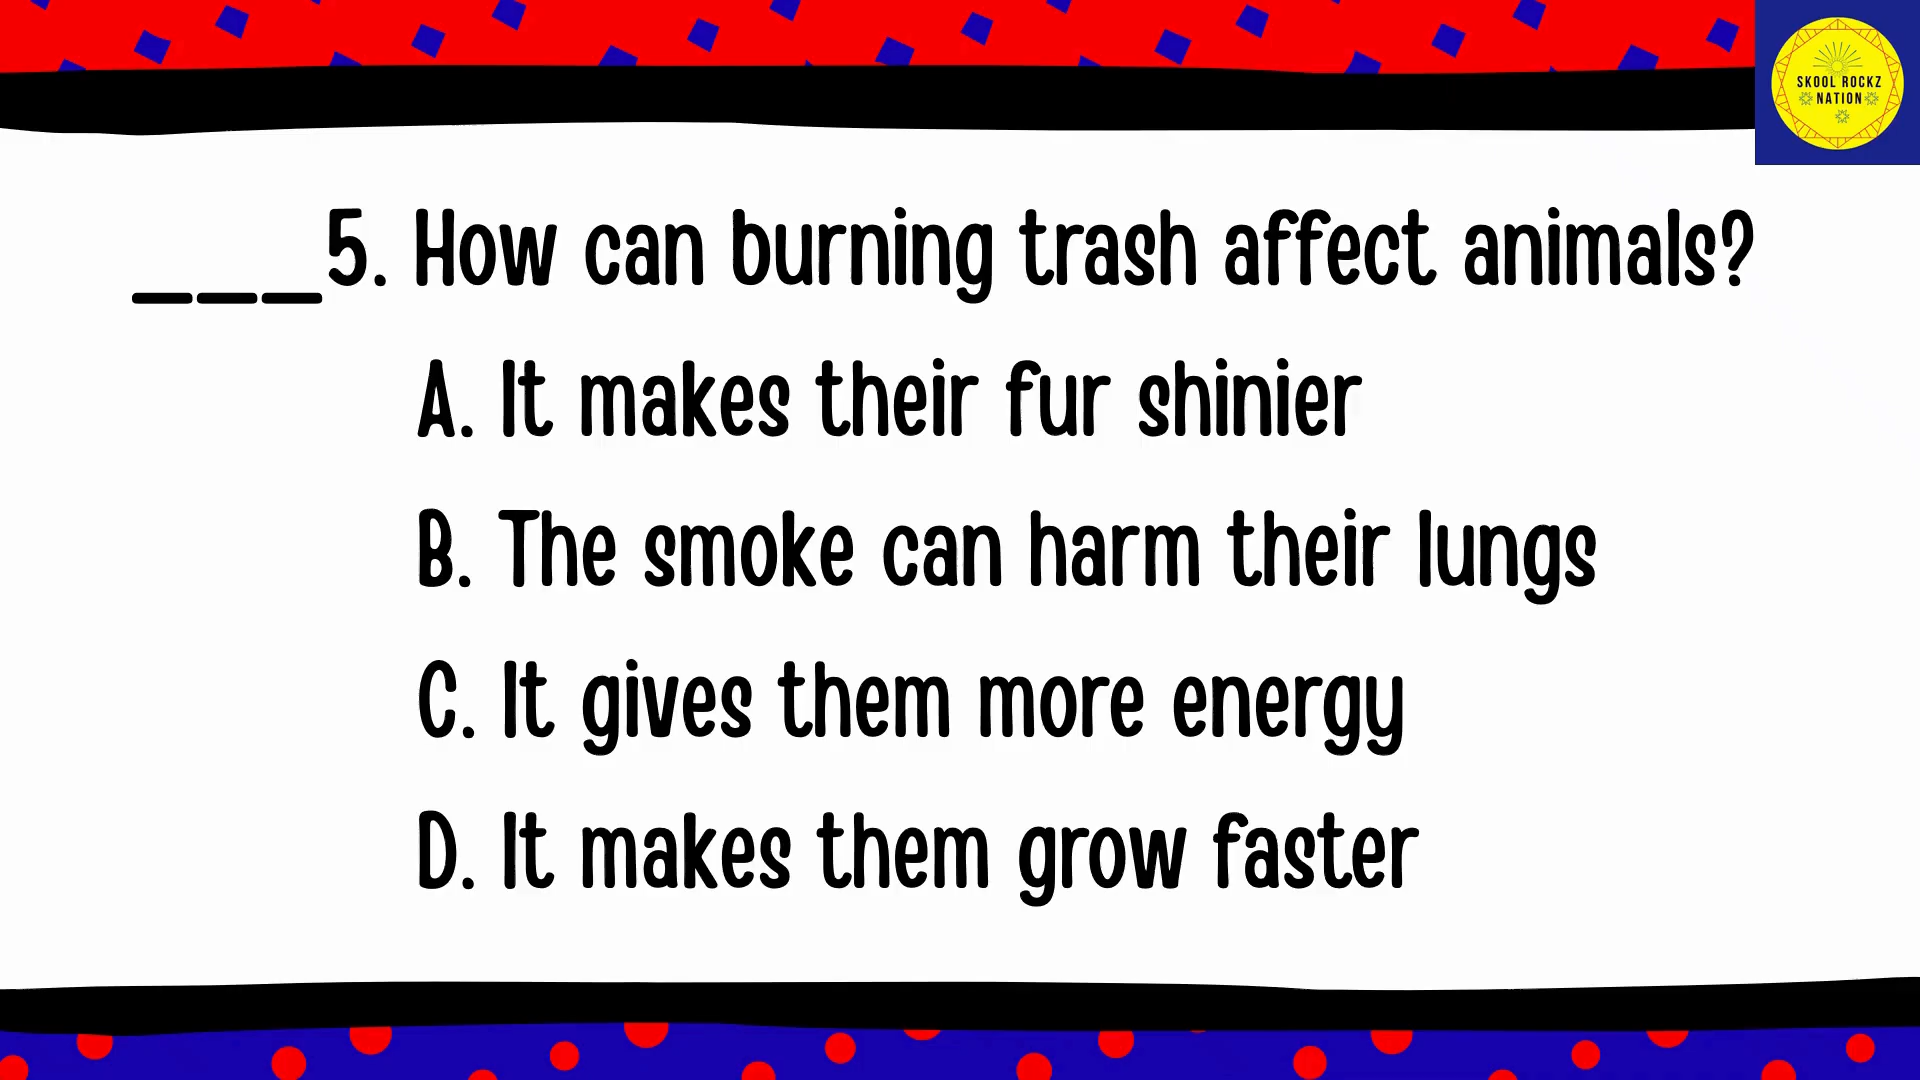 SKOOL ROCKZ
NATION
___5. How can burning trash affect animals?
A. It makes their fur shinier
B. The smoke can harm their lungs
C. It gives them more energy
D. It makes them grow faster